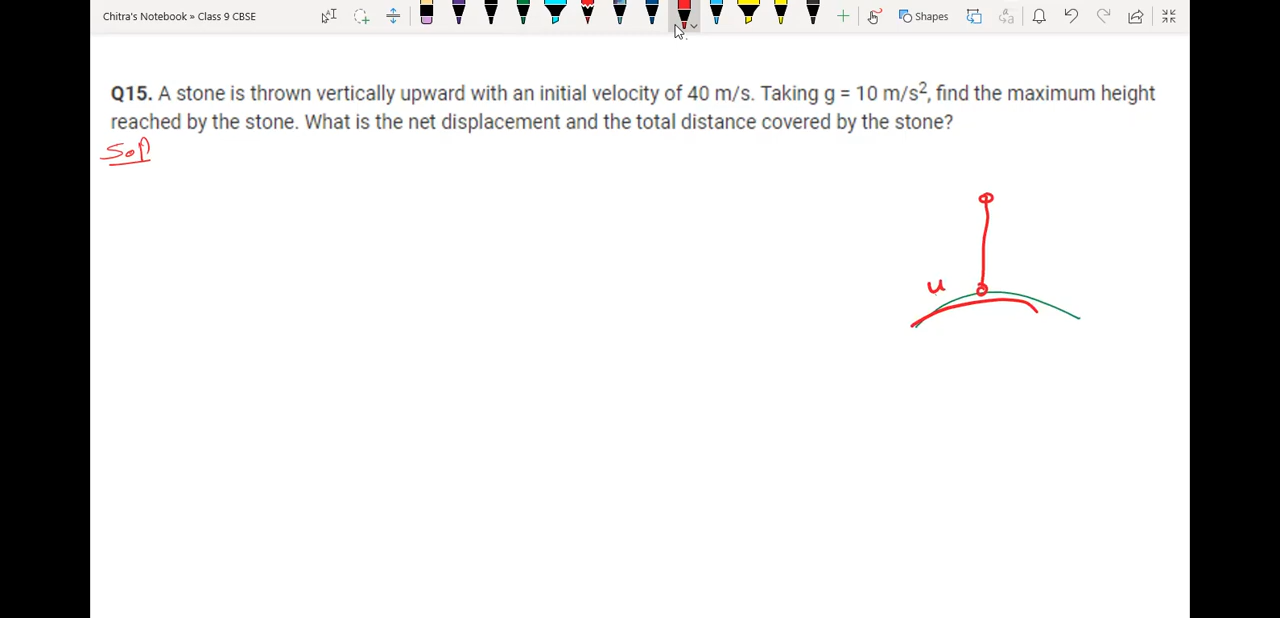 Chitra's Notebook » Class 9 CBSE
Shapes
Q15. A stone is thrown vertically upward with an initial velocity of 40 m/s. Taking g = 10 m/s², find the maximum height
reached by the stone. What is the net displacement and the total distance covered by the stone?
Sol
u